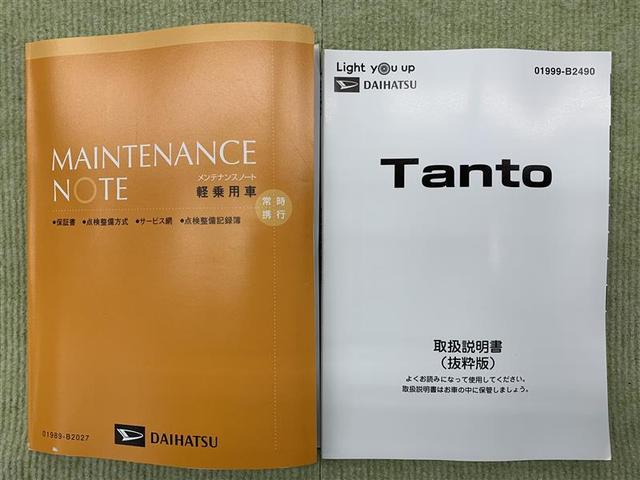 MAINTENANCE
NOTE
メンテナンスノート
軽乗用車
常時
携行
●保証書 ●点検整備方式 ●サービス網 ●点検整備記録簿
01989-B2027
DAIHATSU
Light you up
DAIHATSU
01999-B2490
Tanto
取扱説明書
(抜粋版)
よくお読みになって使用してください。
取扱説明書はお車の中に保管しましょう。